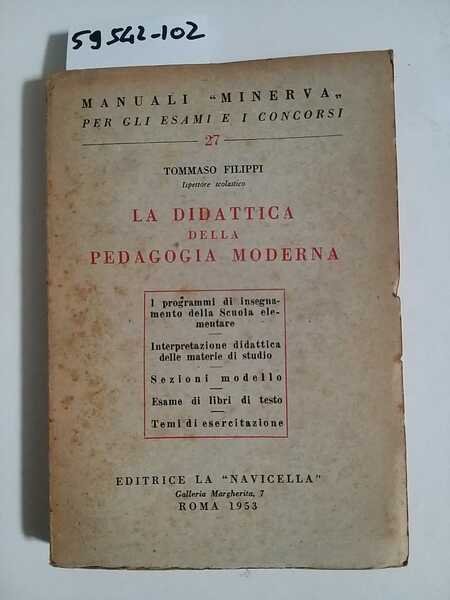 59542-102
MANUALI "MINERVA„
PER GLI ESAMI E I CONCORSI
27
TOMMASO FILIPPI
Ispettore scolastico
LA DIDATTICA
DELLA
PEDAGOGIA MODERNA
I programmi di insegna-
mento della Scuola ele-
mentare
Interpretazione didattica
delle materie di studio
Sezioni modello
Esame di libri di testo
Temi di esercitazione
EDITRICE LA "NAVICELLA"
Galleria Margherita, 7
ROMA 1953